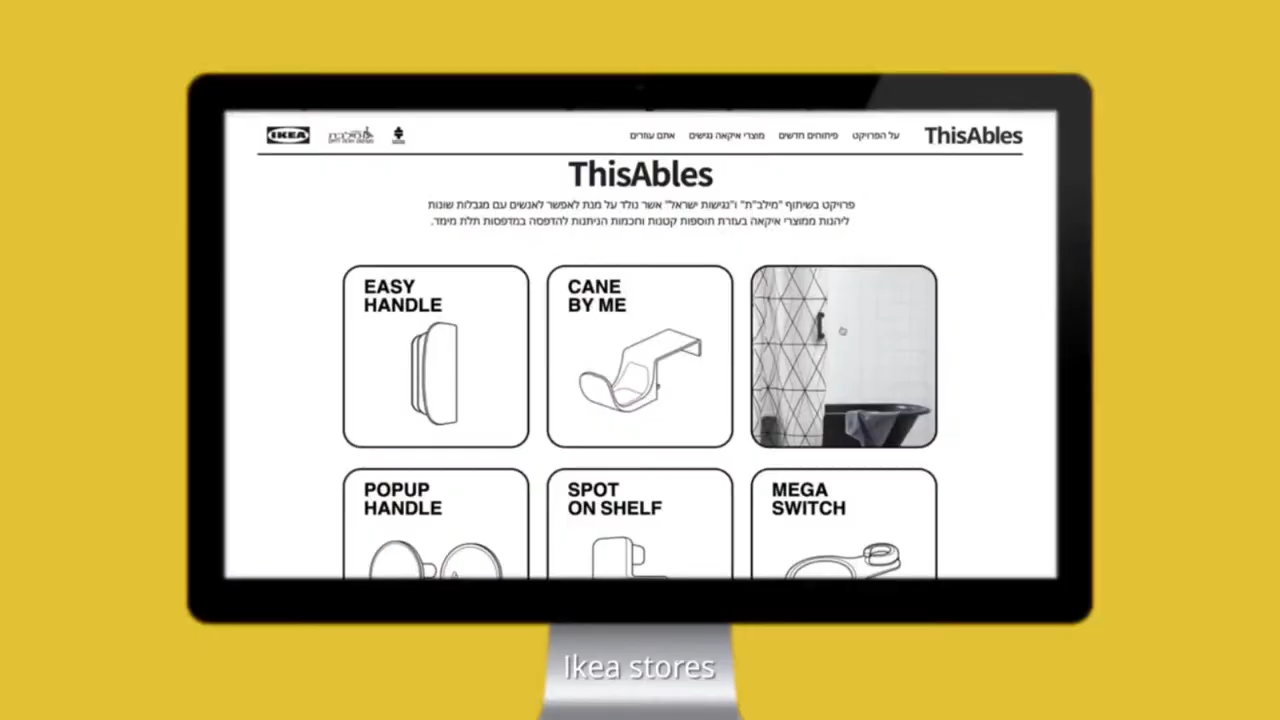 IKEA
ThisAbles
על הפרויקט
פיתוחים חדשים
מוצרי איקאה נגישים
אתם עוזרים
ThisAbles
פרויקט בשיתוף "מילב"ת" ו"נגישות ישראל" אשר נולד על מנת לאפשר לאנשים עם מגבלות שונות
ליהנות ממוצרי איקאה בעזרת תוספות קטנות וחכמות הניתנות להדפסה במדפסות תלת מימד.
EASY
HANDLE
CANE
BY ME
POPUP
HANDLE
SPOT
ON SHELF
MEGA
SWITCH
Ikea stores